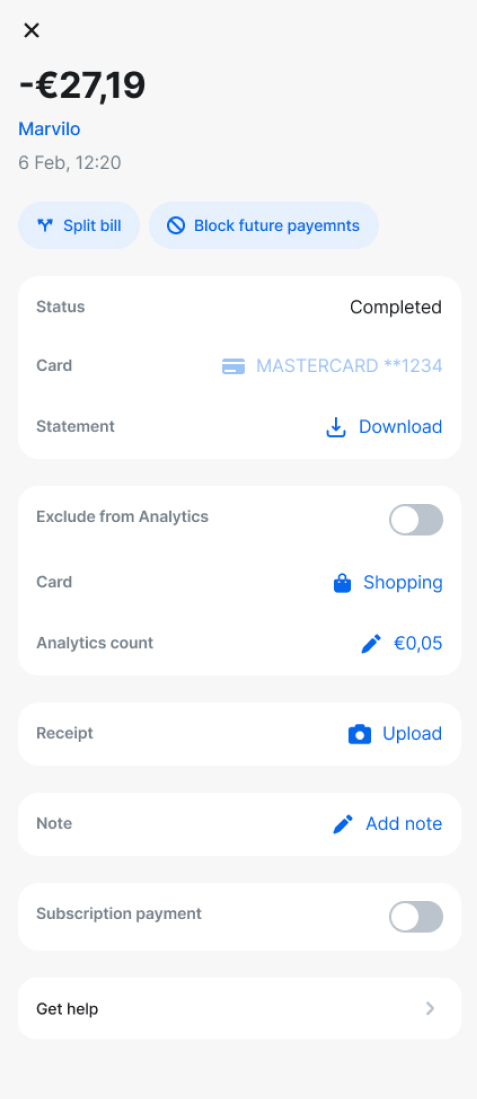 -€27,19
Marvilo
6 Feb, 12:20
Split bill Block future payemnts
Status Completed
Card MASTERCARD **1234
Statement Download
Exclude from Analytics
Card Shopping
Analytics count €0,05
Receipt Upload
Note Add note
Subscription payment
Get help